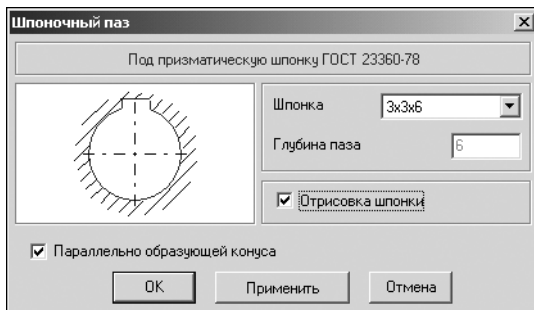 Шпоночный паз
Под призматическую шпонку ГОСТ 23360-78
Шпонка 3x3x6
Глубина паза 6
Отрисовка шпонки
Параллельно образующей конуса
OK Применить Отмена